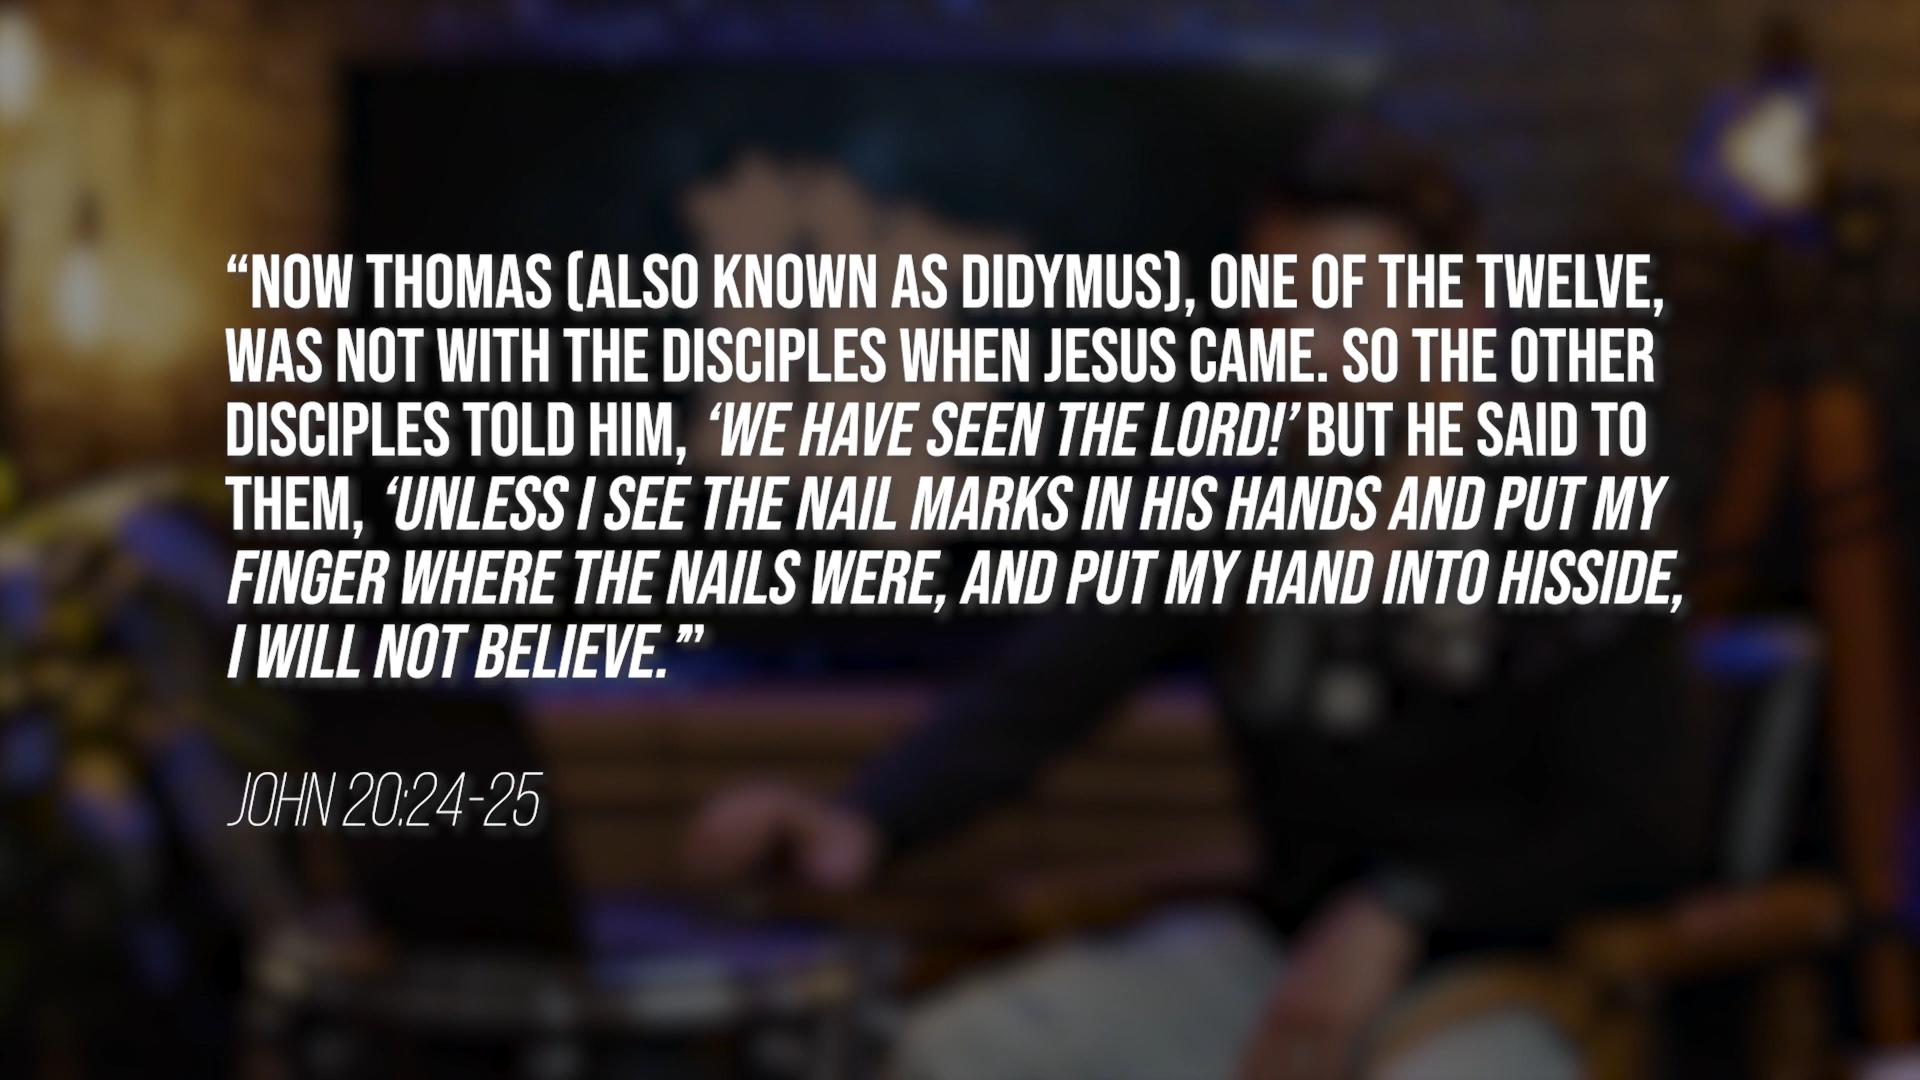 “NOW THOMAS (ALSO KNOWN AS DIDYMUS), ONE OF THE TWELVE,
WAS NOT WITH THE DISCIPLES WHEN JESUS CAME. SO THE OTHER
DISCIPLES TOLD HIM, ‘WE HAVE SEEN THE LORD!’ BUT HE SAID TO
THEM, ‘UNLESS I SEE THE NAIL MARKS IN HIS HANDS AND PUT MY
FINGER WHERE THE NAILS WERE, AND PUT MY HAND INTO HISSIDE,
I WILL NOT BELIEVE.’”
JOHN 20:24-25